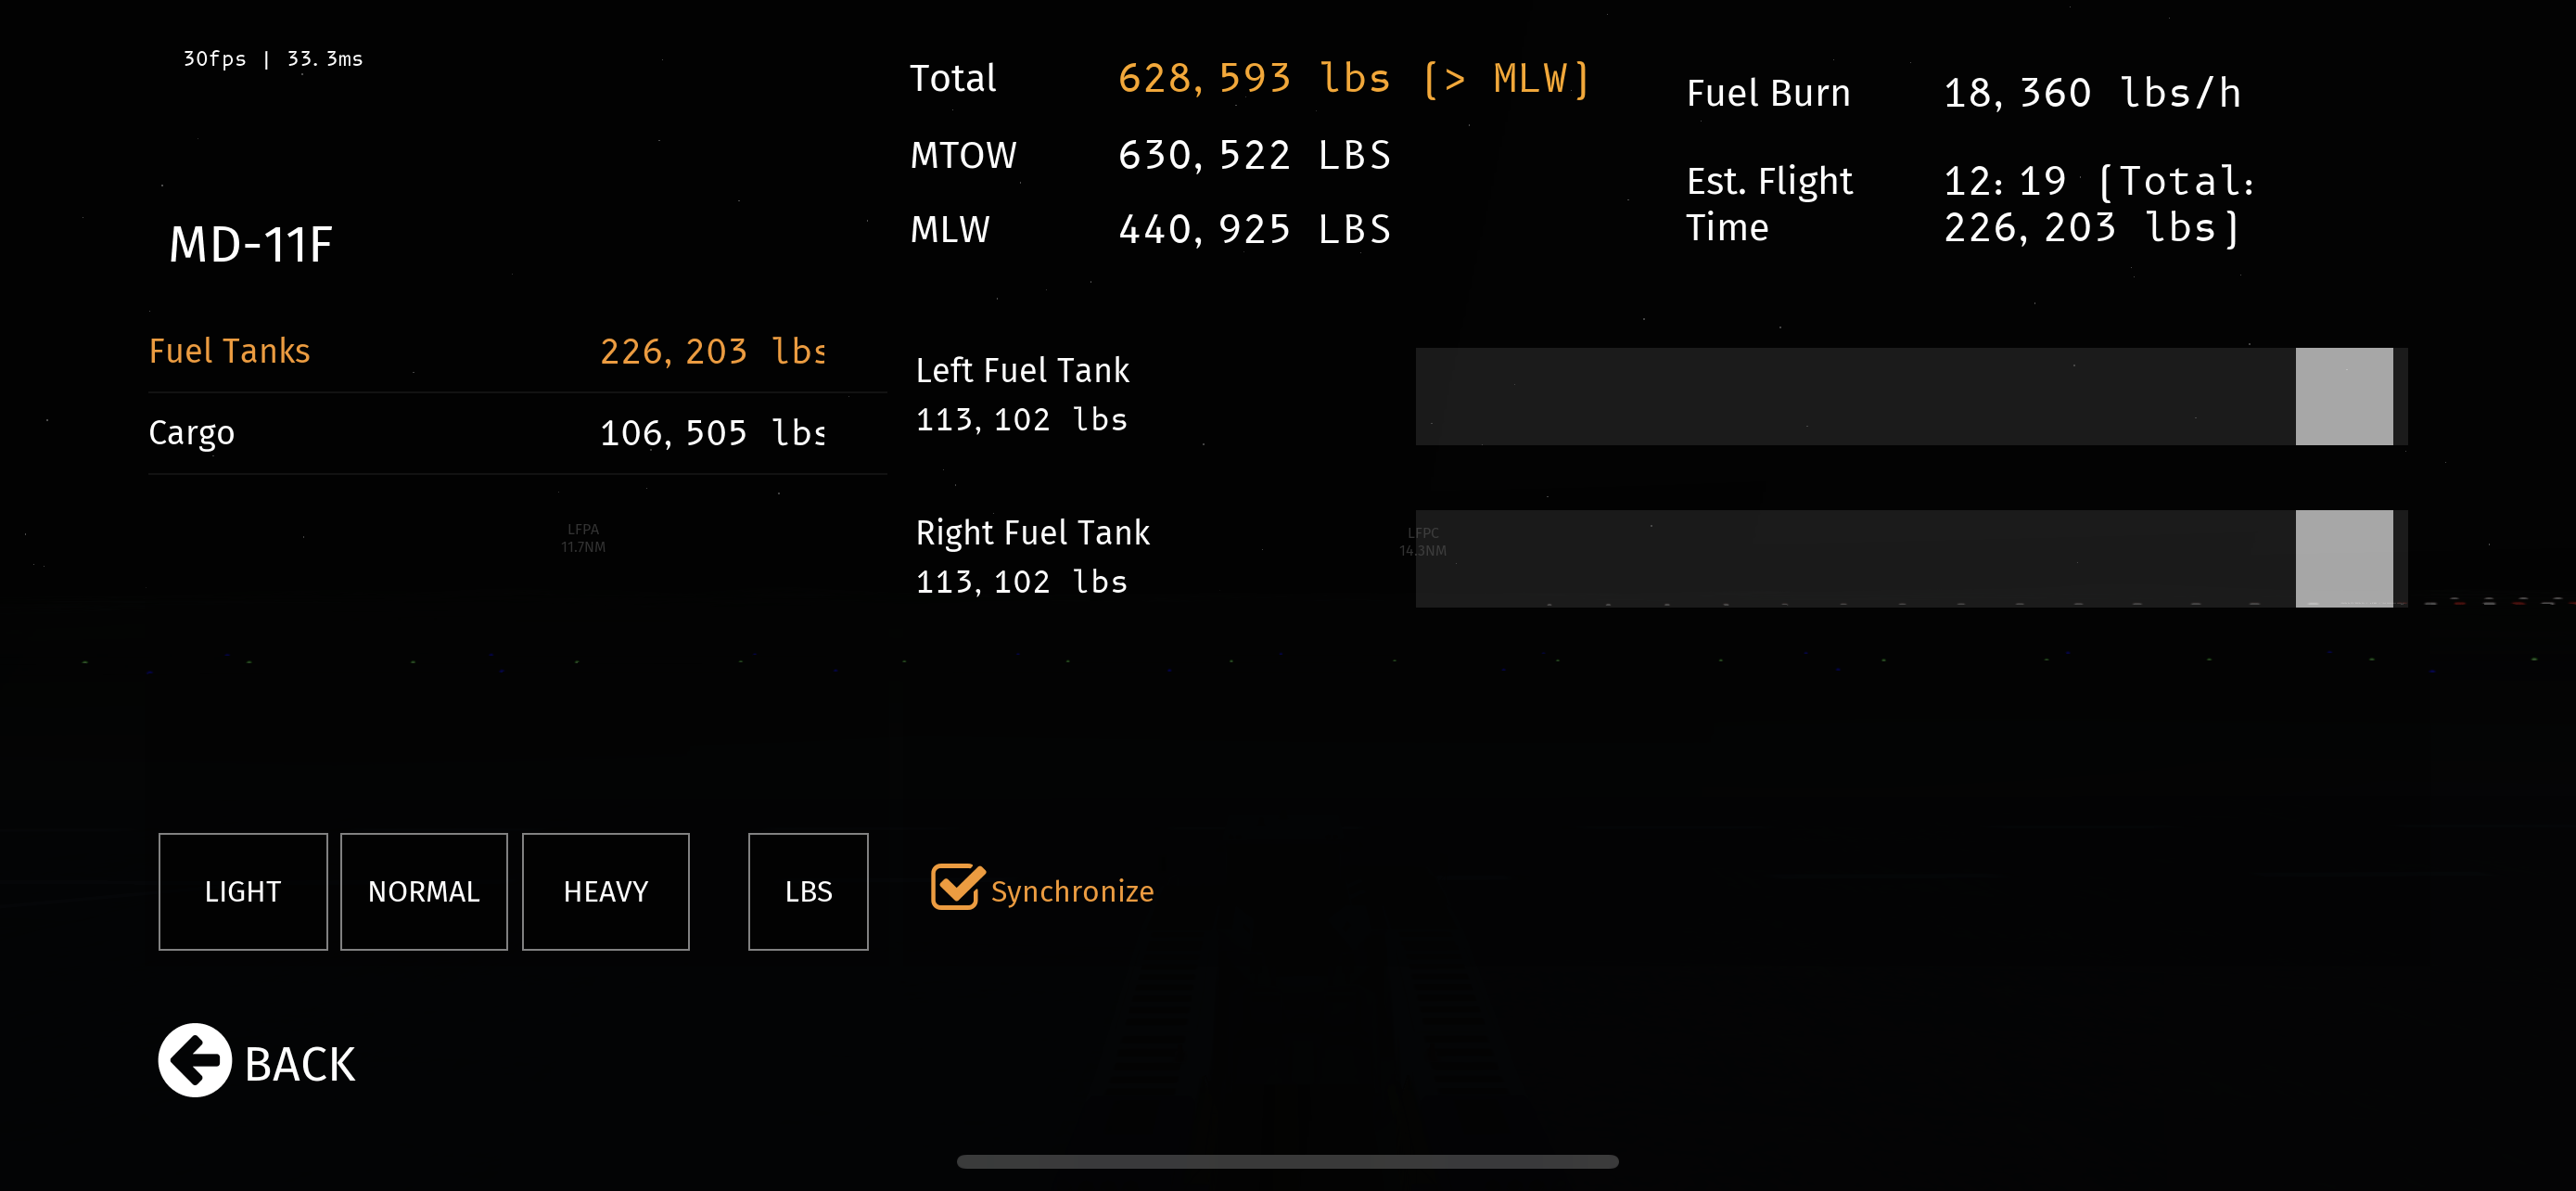 30fps | 33.3ms
MD-11F
Total 628,593 lbs (> MLW)
MTOW 630,522 LBS
MLW 440,925 LBS
Fuel Burn 18,360 lbs/h
Est. Flight Time 12:19 (Total: 226,203 lbs)
Fuel Tanks 226,203 lbs
Cargo 106,505 lbs
Left Fuel Tank
113,102 lbs
Right Fuel Tank
113,102 lbs
LFPA
11.7NM
LFPC
14.3NM
LIGHT
NORMAL
HEAVY
LBS
Synchronize
BACK